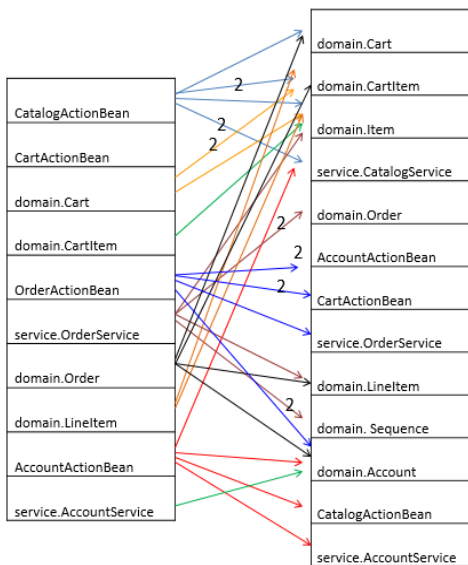 CatalogActionBean
CartActionBean
domain.Cart
domain.CartItem
OrderActionBean
service.OrderService
domain.Order
domain.LineItem
AccountActionBean
service.AccountService
2
2
2
2
2
2
2
domain.Cart
domain.CartItem
domain.Item
service.CatalogService
domain.Order
AccountActionBean
CartActionBean
service.OrderService
domain.LineItem
domain. Sequence
domain.Account
CatalogActionBean
service.AccountService